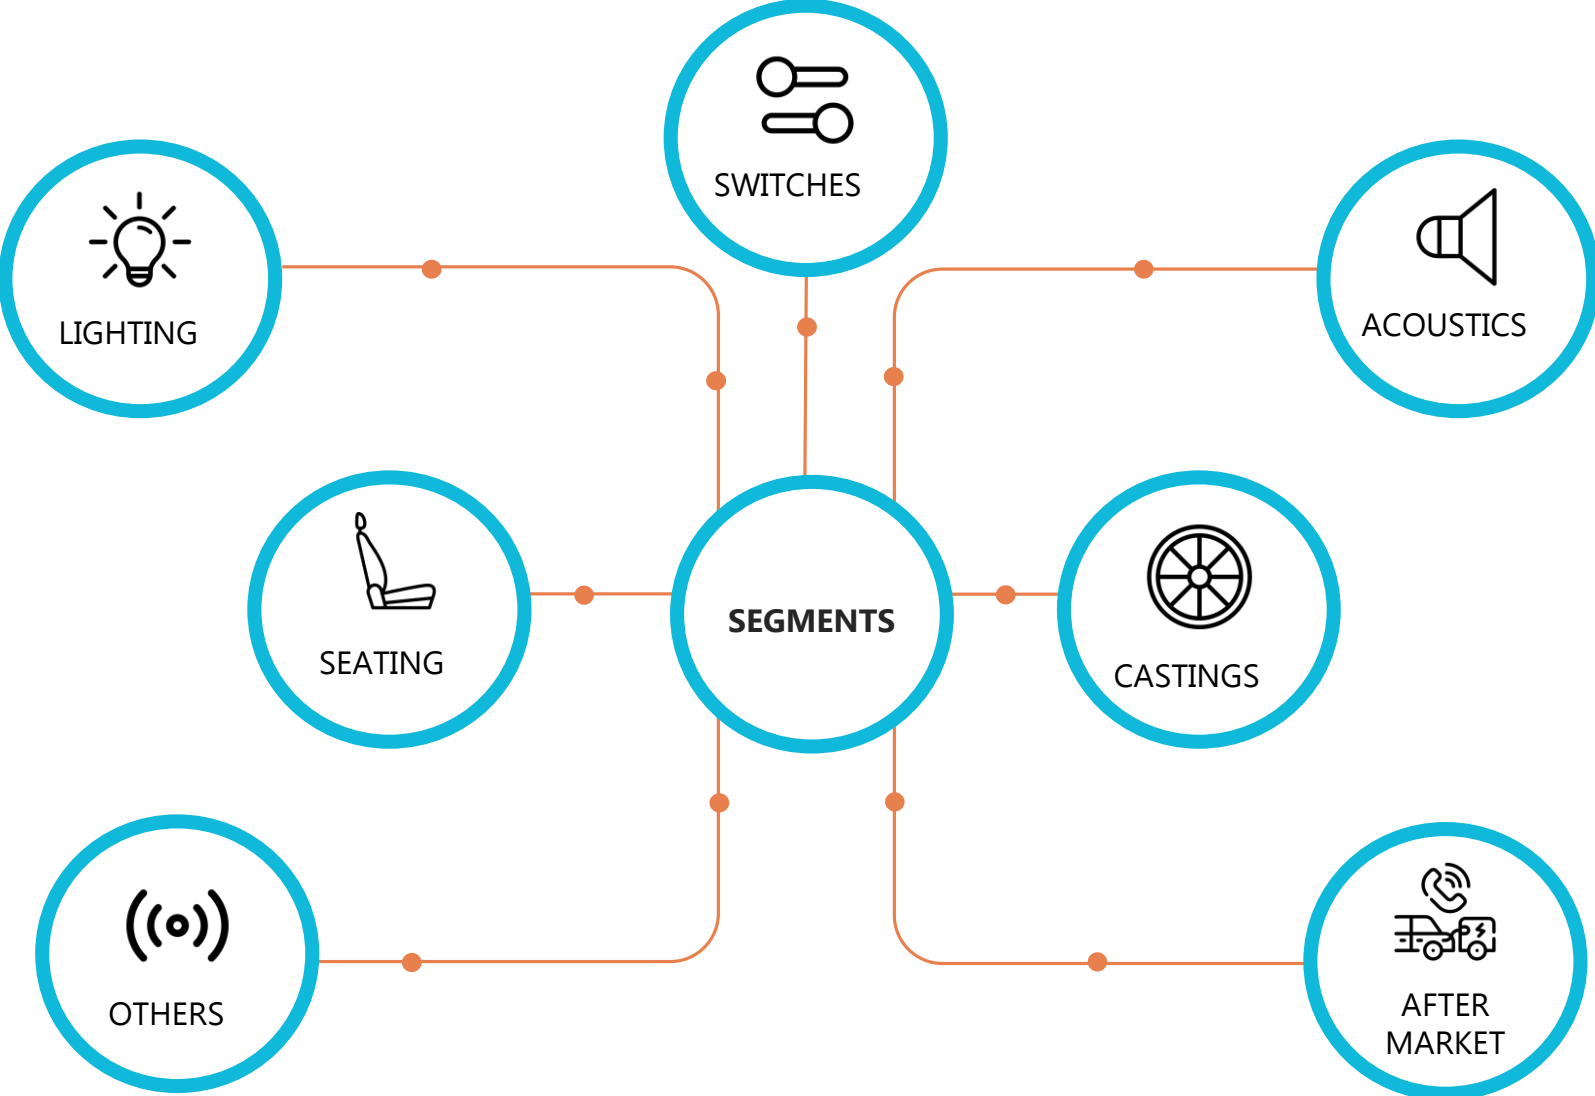 SWITCHES
LIGHTING
ACOUSTICS
SEATING
SEGMENTS
CASTINGS
OTHERS
AFTER
MARKET